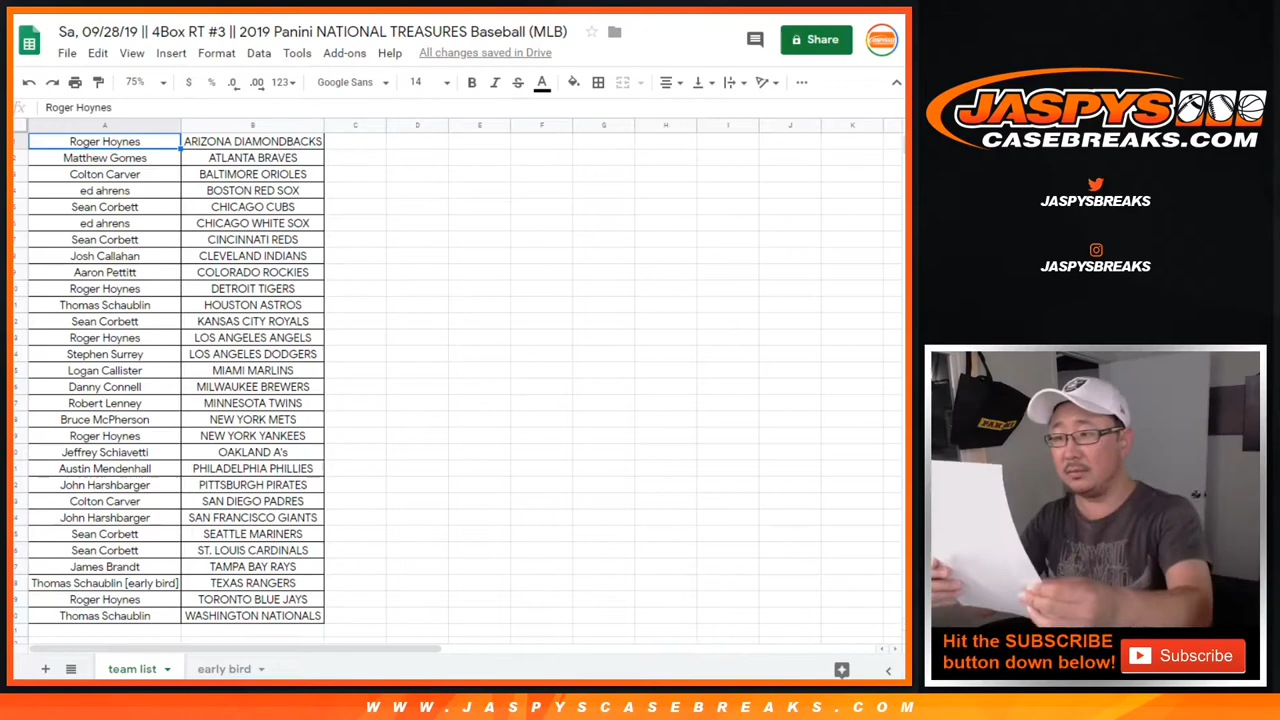 Sa, 09/28/19 || 4Box RT #3 || 2019 Panini NATIONAL TREASURES Baseball (MLB)
File Edit View Insert Format Data Tools Add-ons Help All changes saved in Drive
Share
75% $ % .0 .00 123 Google Sans 14 B I S A
fx Roger Hoynes
A B C D E F G H I J K
Roger Hoynes ARIZONA DIAMONDBACKS
Matthew Gomes ATLANTA BRAVES
Colton Carver BALTIMORE ORIOLES
ed ahrens BOSTON RED SOX
Sean Corbett CHICAGO CUBS
ed ahrens CHICAGO WHITE SOX
Sean Corbett CINCINNATI REDS
Josh Callahan CLEVELAND INDIANS
Aaron Pettitt COLORADO ROCKIES
Roger Hoynes DETROIT TIGERS
Thomas Schaublin HOUSTON ASTROS
Sean Corbett KANSAS CITY ROYALS
Roger Hoynes LOS ANGELES ANGELS
Stephen Surrey LOS ANGELES DODGERS
Logan Callister MIAMI MARLINS
Danny Connell MILWAUKEE BREWERS
Robert Lenney MINNESOTA TWINS
Bruce McPherson NEW YORK METS
Roger Hoynes NEW YORK YANKEES
Jeffrey Schiavetti OAKLAND A's
Austin Mendenhall PHILADELPHIA PHILLIES
John Harshbarger PITTSBURGH PIRATES
Colton Carver SAN DIEGO PADRES
John Harshbarger SAN FRANCISCO GIANTS
Sean Corbett SEATTLE MARINERS
Sean Corbett ST. LOUIS CARDINALS
James Brandt TAMPA BAY RAYS
Thomas Schaublin [early bird] TEXAS RANGERS
Roger Hoynes TORONTO BLUE JAYS
Thomas Schaublin WASHINGTON NATIONALS
team list early bird
JASPYS
CASEBREAKS.COM
JASPYSBREAKS
JASPYSBREAKS
Hit the SUBSCRIBE
button down below!
Subscribe
WWW.JASPYSCASEBREAKS.COM